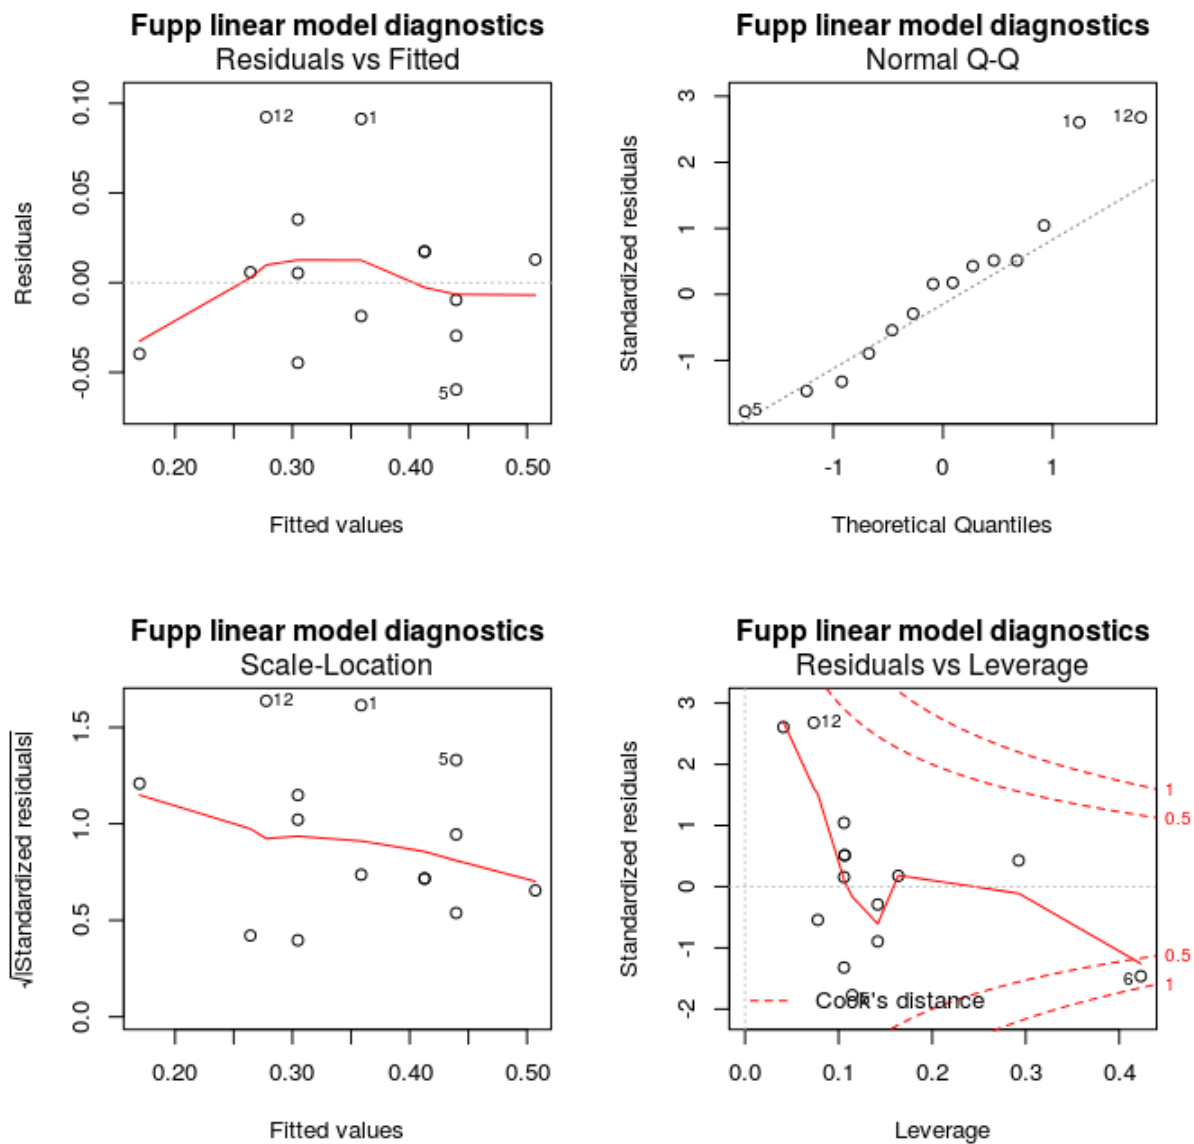 Fupp linear model diagnostics
Residuals vs Fitted
Residuals
0.10
0.05
0.00
-0.05
12
1
5
0.20 0.30 0.40 0.50
Fitted values
Fupp linear model diagnostics
Normal Q-Q
Standardized residuals
3
2
1
0
-1
1
12
5
-1 0 1
Theoretical Quantiles
Fupp linear model diagnostics
Scale-Location
√|Standardized residuals|
1.5
1.0
0.5
0.0
12
1
5
0.20 0.30 0.40 0.50
Fitted values
Fupp linear model diagnostics
Residuals vs Leverage
Standardized residuals
3
2
1
0
-1
-2
12
1
0.5
0.5
6
1
Cook's distance
0.0 0.1 0.2 0.3 0.4
Leverage